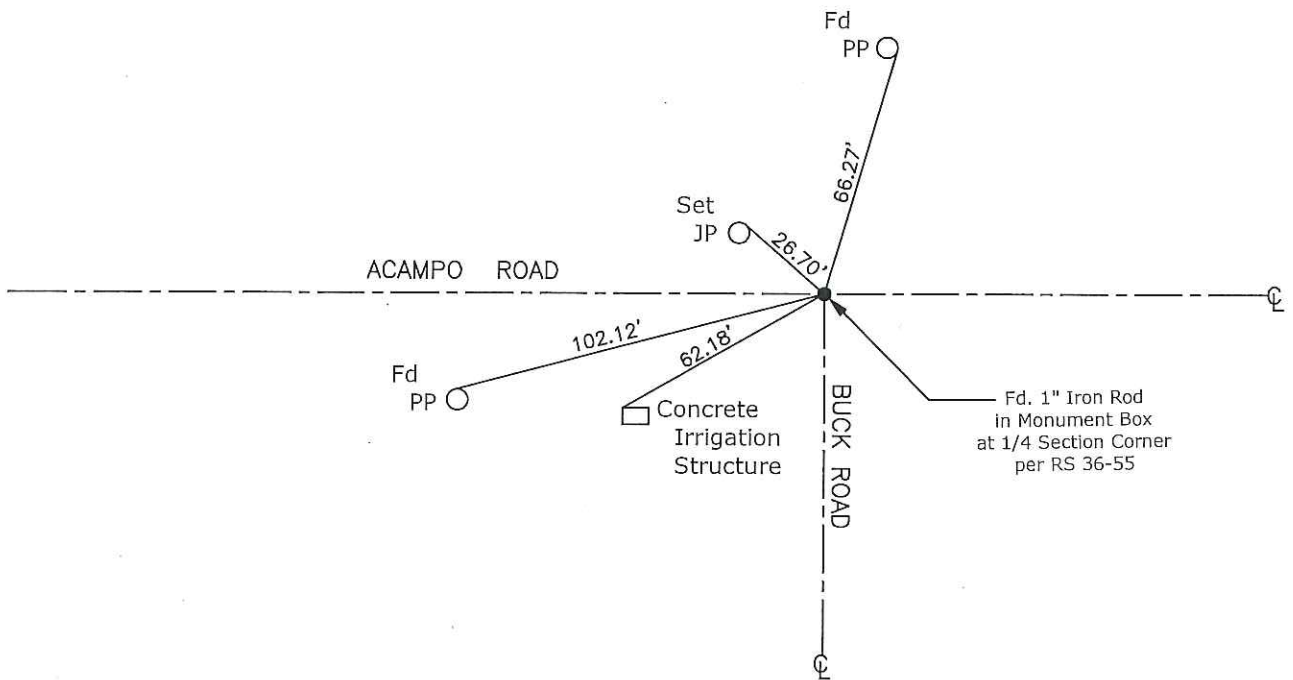 Fd
PP
66.27'
Set
JP
26.70'
ACAMPO ROAD
℄
102.12'
62.18'
Fd
PP
Concrete
Irrigation
Structure
BUCK ROAD
Fd. 1" Iron Rod
in Monument Box
at 1/4 Section Corner
per RS 36-55
℄